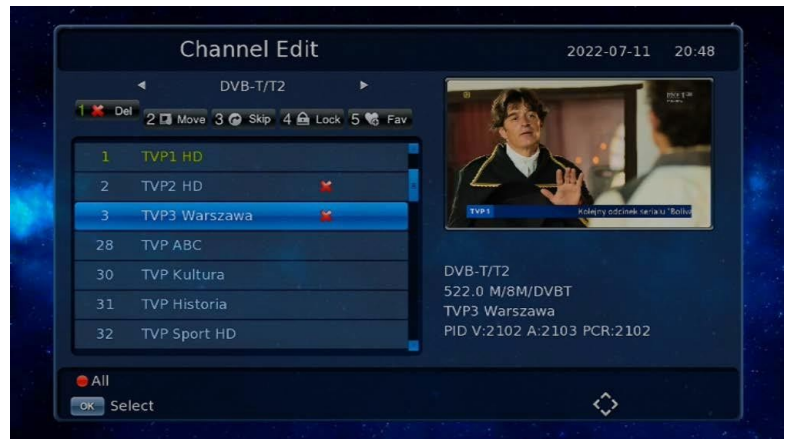 Channel Edit
2022-07-11 20:48
DVB-T/T2
1 Del 2 Move 3 Skip 4 Lock 5 Fav
1 TVP1 HD
2 TVP2 HD
3 TVP3 Warszawa
28 TVP ABC
30 TVP Kultura
31 TVP Historia
32 TVP Sport HD
TVP1 Kolejny odcinek serialu "Boliw
DVB-T/T2
522.0 M/8M/DVBT
TVP3 Warszawa
PID V:2102 A:2103 PCR:2102
All
OK Select